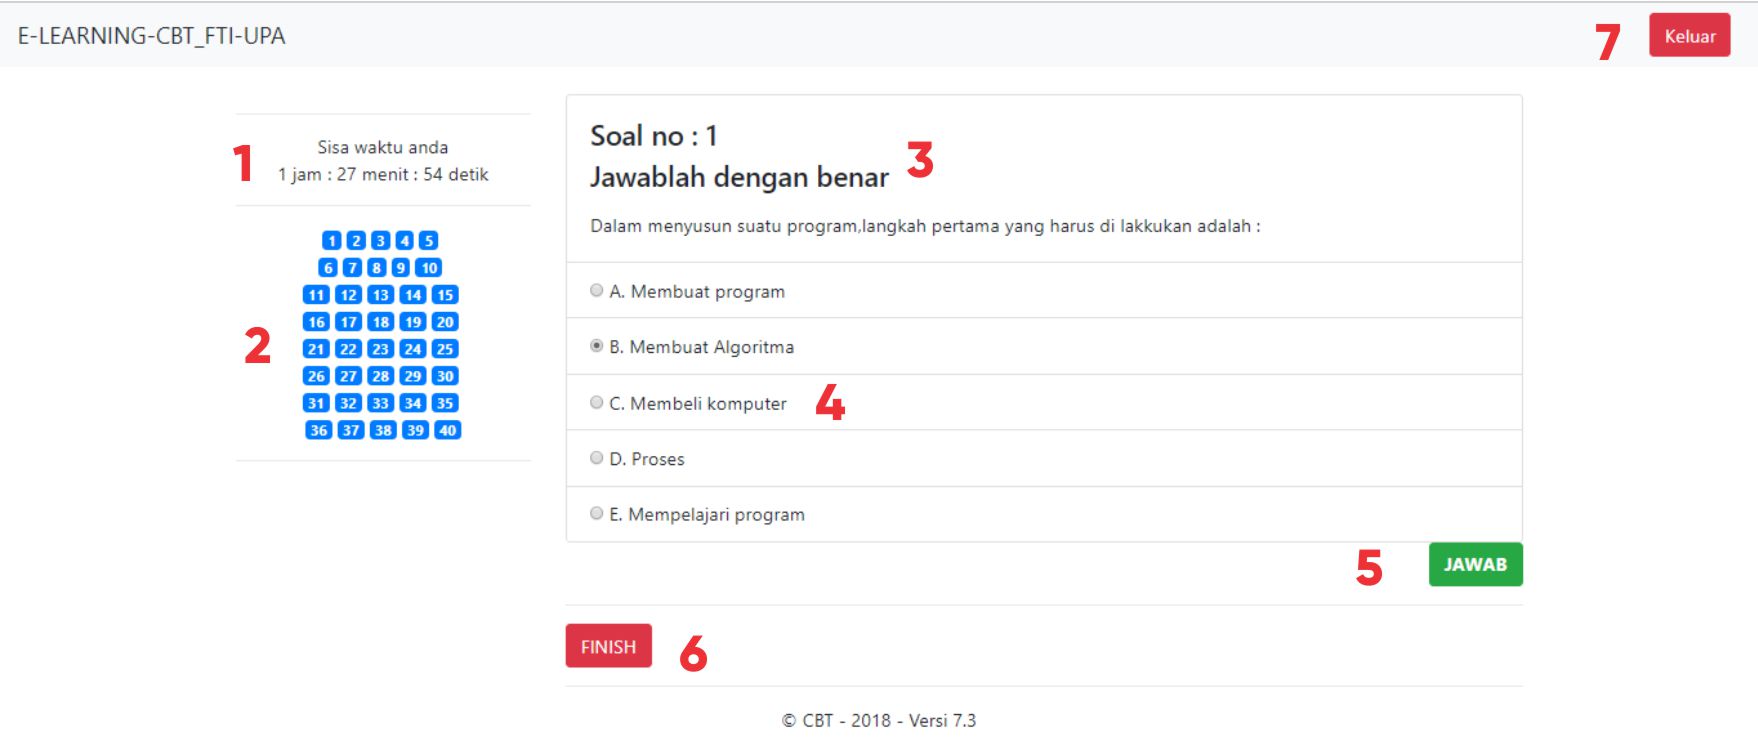 E-LEARNING-CBT_FTI-UPA
7 Keluar
1 Sisa waktu anda
1 jam : 27 menit : 54 detik
1 2 3 4 5
6 7 8 9 10
11 12 13 14 15
16 17 18 19 20
2
21 22 23 24 25
26 27 28 29 30
31 32 33 34 35
36 37 38 39 40
Soal no : 1
Jawablah dengan benar 3
Dalam menyusun suatu program,langkah pertama yang harus di lakkukan adalah :
A. Membuat program
B. Membuat Algoritma
C. Membeli komputer 4
D. Proses
E. Mempelajari program
5 JAWAB
FINISH 6
© CBT - 2018 - Versi 7.3